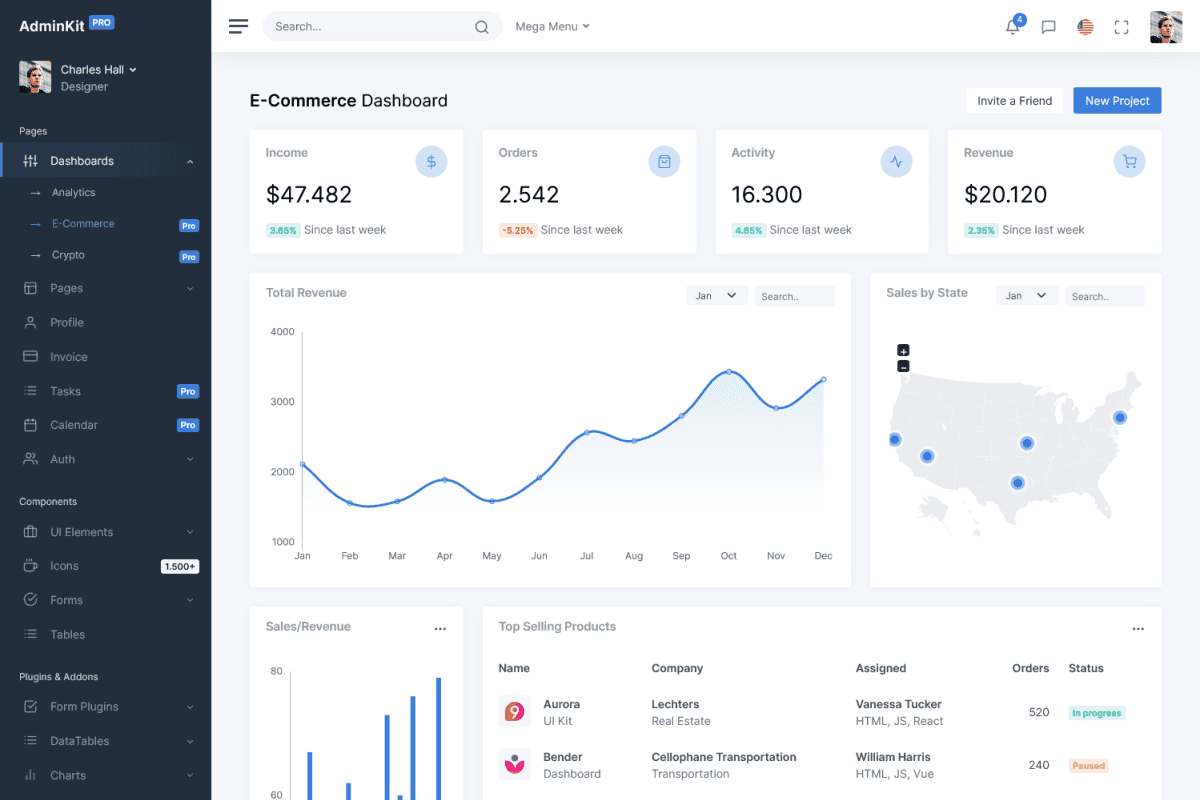 AdminKit PRO
Charles Hall
Designer
Pages
Dashboards
→ Analytics
→ E-Commerce Pro
→ Crypto Pro
Pages
Profile
Invoice
Tasks Pro
Calendar Pro
Auth
Components
UI Elements
Icons 1.500+
Forms
Tables
Plugins & Addons
Form Plugins
DataTables
Charts
Search... Mega Menu 4
E-Commerce Dashboard Invite a Friend New Project
Income
$47.482
3.65% Since last week
Orders
2.542
-5.25% Since last week
Activity
16.300
4.65% Since last week
Revenue
$20.120
2.35% Since last week
Total Revenue Jan Search..
4000
3000
2000
1000
Jan Feb Mar Apr May Jun Jul Aug Sep Oct Nov Dec
Sales by State Jan Search..
+
−
Sales/Revenue ...
80
60
Top Selling Products ...
Name Company Assigned Orders Status
Aurora Lechters Vanessa Tucker
UI Kit Real Estate HTML, JS, React 520 In progress
Bender Cellophane Transportation William Harris
Dashboard Transportation HTML, JS, Vue 240 Paused